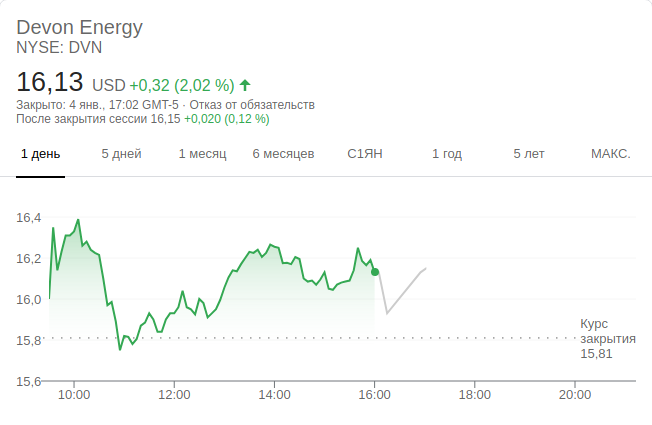 Devon Energy
NYSE: DVN
16,13 USD +0,32 (2,02 %)
Закрыто: 4 янв., 17:02 GMT-5 · Отказ от обязательств
После закрытия сессии 16,15 +0,020 (0,12 %)
1 день 5 дней 1 месяц 6 месяцев С1ЯН 1 год 5 лет МАКС.
16,4
16,2
16,0
15,8
15,6
Курс
закрытия
15,81
10:00 12:00 14:00 16:00 18:00 20:00